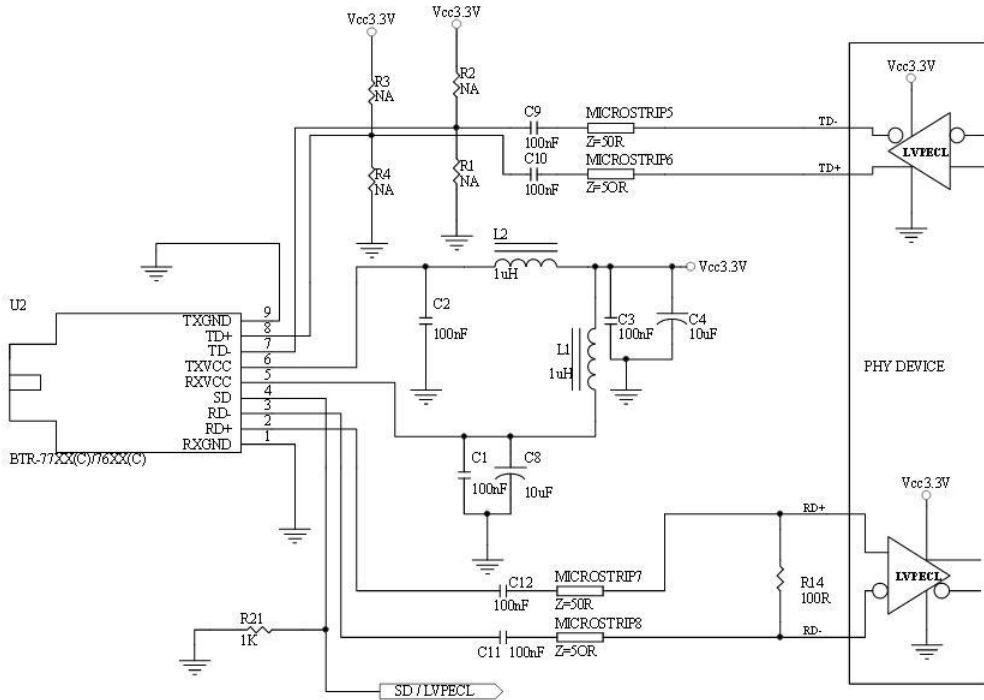 Vcc3.3V
Vcc3.3V
R3
NA
R2
NA
Vcc3.3V
C9
100nF
MICROSTRIP5
Z=50R
TD-
LVPECL
C10
100nF
MICROSTRIP6
Z=5OR
TD+
R4
NA
R1
NA
L2
1uH
Vcc3.3V
U2
C2
100nF
C3
100nF
C4
10uF
L1
1uH
PHY DEVICE
TXGND 9
TD+ 8
TD- 7
TXVCC 6
RXVCC 5
SD 4
RD- 3
RD+ 2
RXGND 1
BTR-77XX(C)/76XX(C)
C1
100nF
C8
10uF
Vcc3.3V
RD+
C12
100nF
MICROSTRIP7
Z=50R
R14
100R
LVPECL
R21
1K
C11 100nF
MICROSTRIP8
Z=5OR
RD-
SD / LVPECL